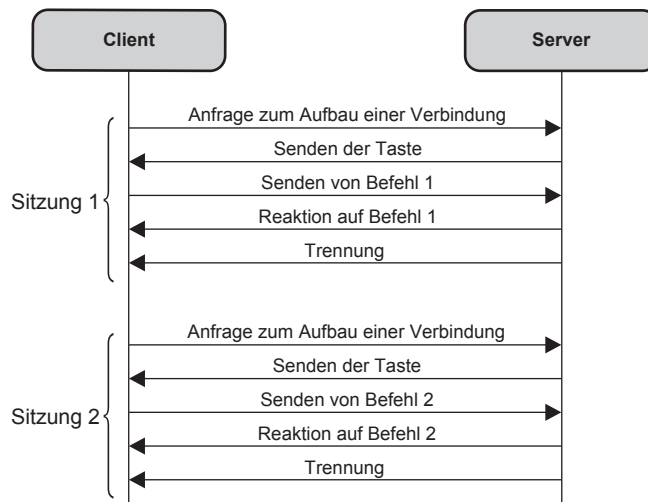 Client
Server
Anfrage zum Aufbau einer Verbindung
Senden der Taste
Senden von Befehl 1
Sitzung 1
Reaktion auf Befehl 1
Trennung
Anfrage zum Aufbau einer Verbindung
Senden der Taste
Senden von Befehl 2
Sitzung 2
Reaktion auf Befehl 2
Trennung